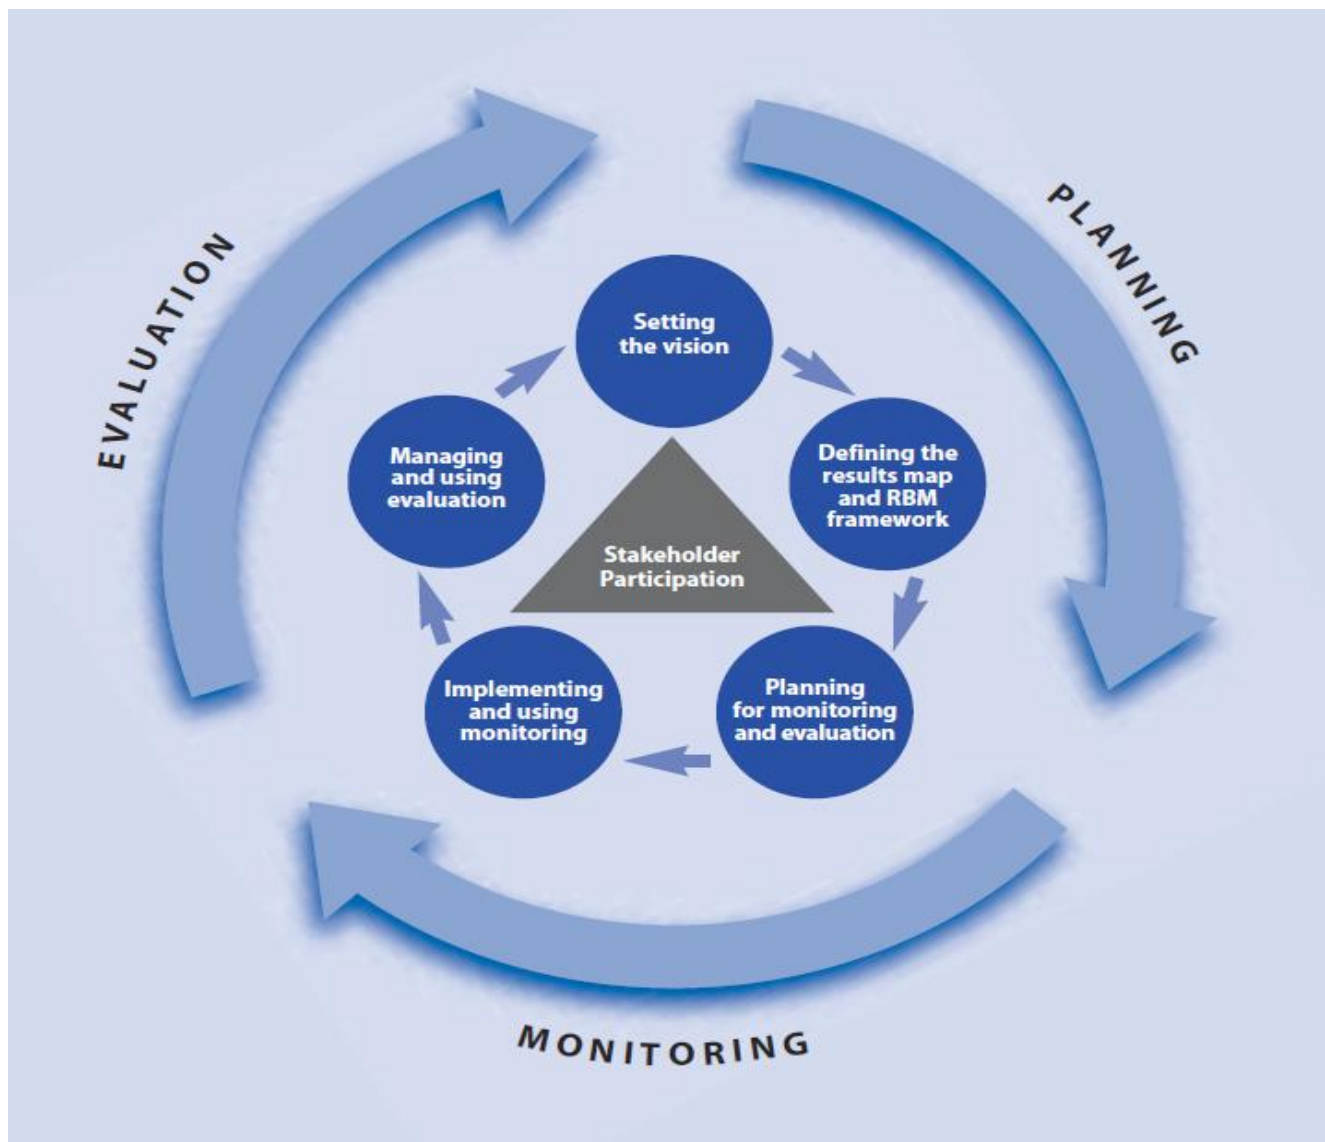 PLANNING
EVALUATION
Setting
the vision
Defining the
results map
and RBM
framework
Managing
and using
evaluation
Stakeholder
Participation
Planning
for monitoring
and evaluation
Implementing
and using
monitoring
MONITORING